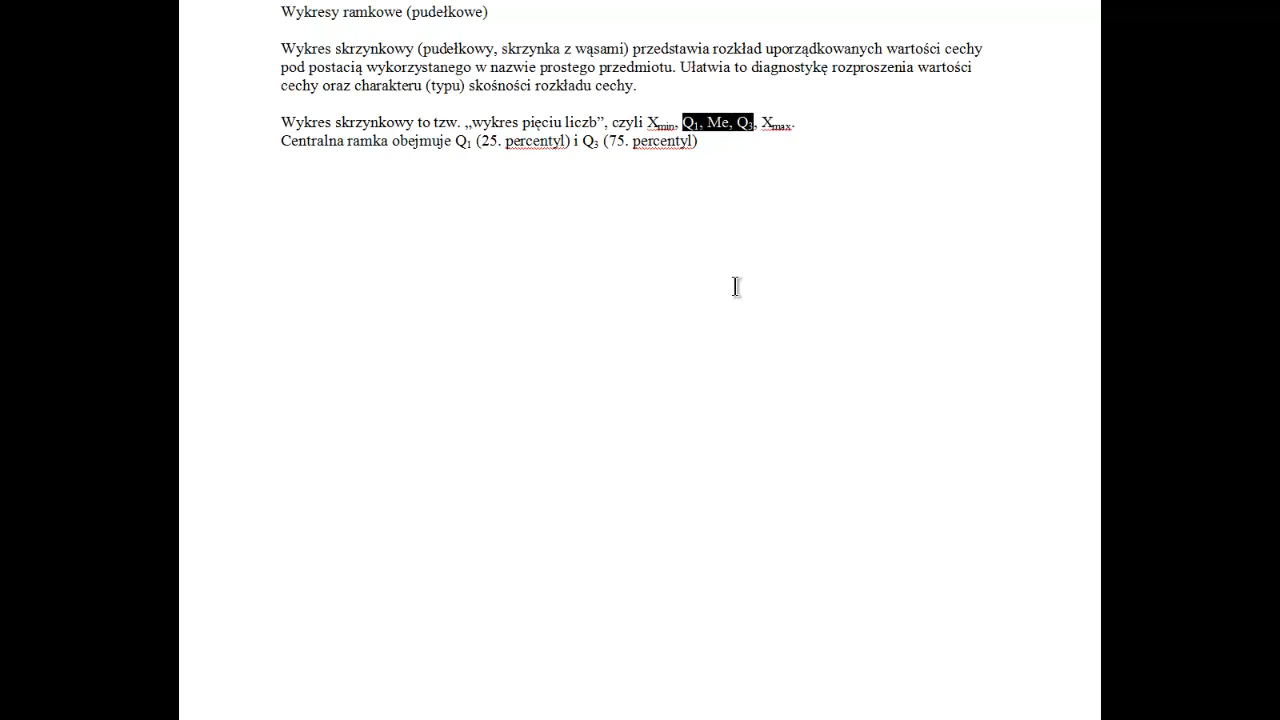 Wykresy ramkowe (pudełkowe)
Wykres skrzynkowy (pudełkowy, skrzynka z wąsami) przedstawia rozkład uporządkowanych wartości cechy
pod postacią wykorzystanego w nazwie prostego przedmiotu. Ułatwia to diagnostykę rozproszenia wartości
cechy oraz charakteru (typu) skośności rozkładu cechy.
Wykres skrzynkowy to tzw. „wykres pięciu liczb”, czyli Xmin, Q1, Me, Q3, Xmax.
Centralna ramka obejmuje Q1 (25. percentyl) i Q3 (75. percentyl)